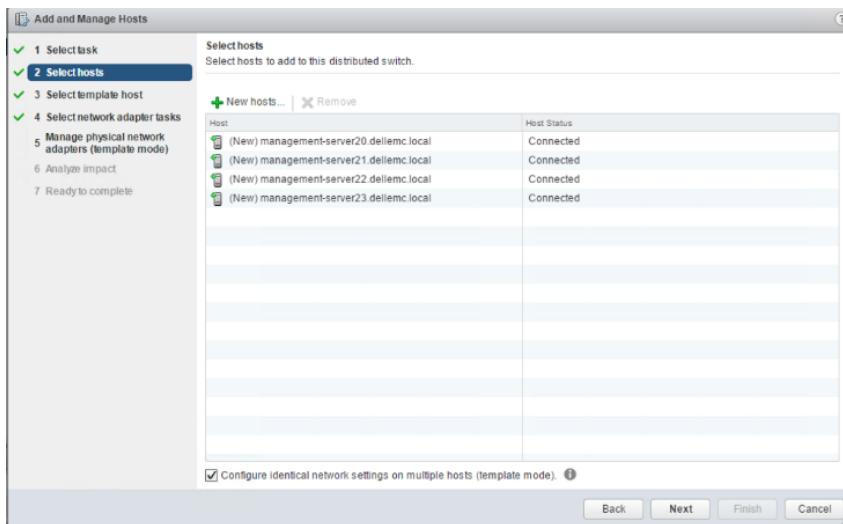 Add and Manage Hosts
?
1 Select task
2 Select hosts
3 Select template host
4 Select network adapter tasks
5 Manage physical network
adapters (template mode)
6 Analyze impact
7 Ready to complete
Select hosts
Select hosts to add to this distributed switch.
New hosts... Remove
Host Host Status
(New) management-server20.dellemc.local Connected
(New) management-server21.dellemc.local Connected
(New) management-server22.dellemc.local Connected
(New) management-server23.dellemc.local Connected
Configure identical network settings on multiple hosts (template mode).
Back Next Finish Cancel